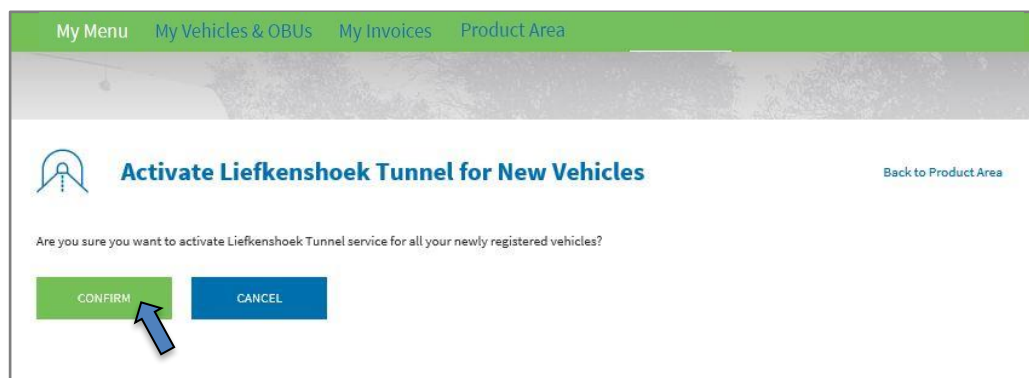 My Menu My Vehicles & OBUs My Invoices Product Area
Activate Liefkenshoek Tunnel for New Vehicles
Back to Product Area
Are you sure you want to activate Liefkenshoek Tunnel service for all your newly registered vehicles?
CONFIRM CANCEL